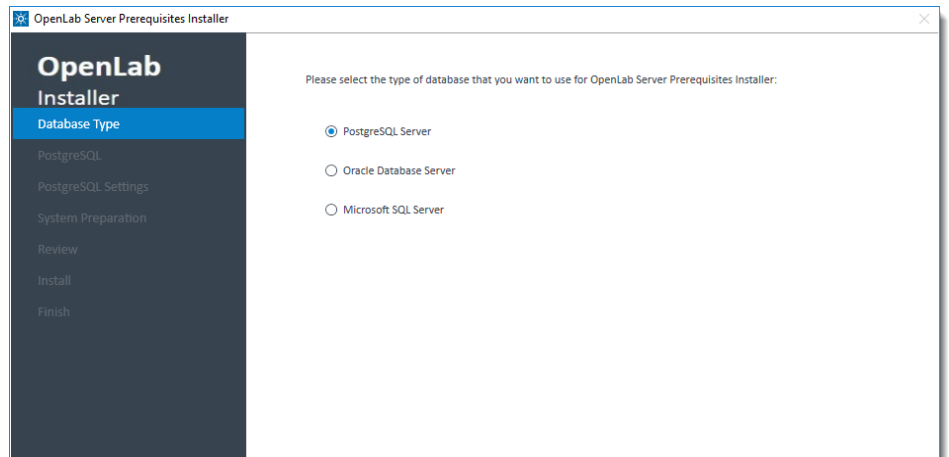 OpenLab Server Prerequisites Installer
OpenLab
Installer
Database Type
PostgreSQL
PostgreSQL Settings
System Preparation
Review
Install
Finish
Please select the type of database that you want to use for OpenLab Server Prerequisites Installer:
PostgreSQL Server
Oracle Database Server
Microsoft SQL Server